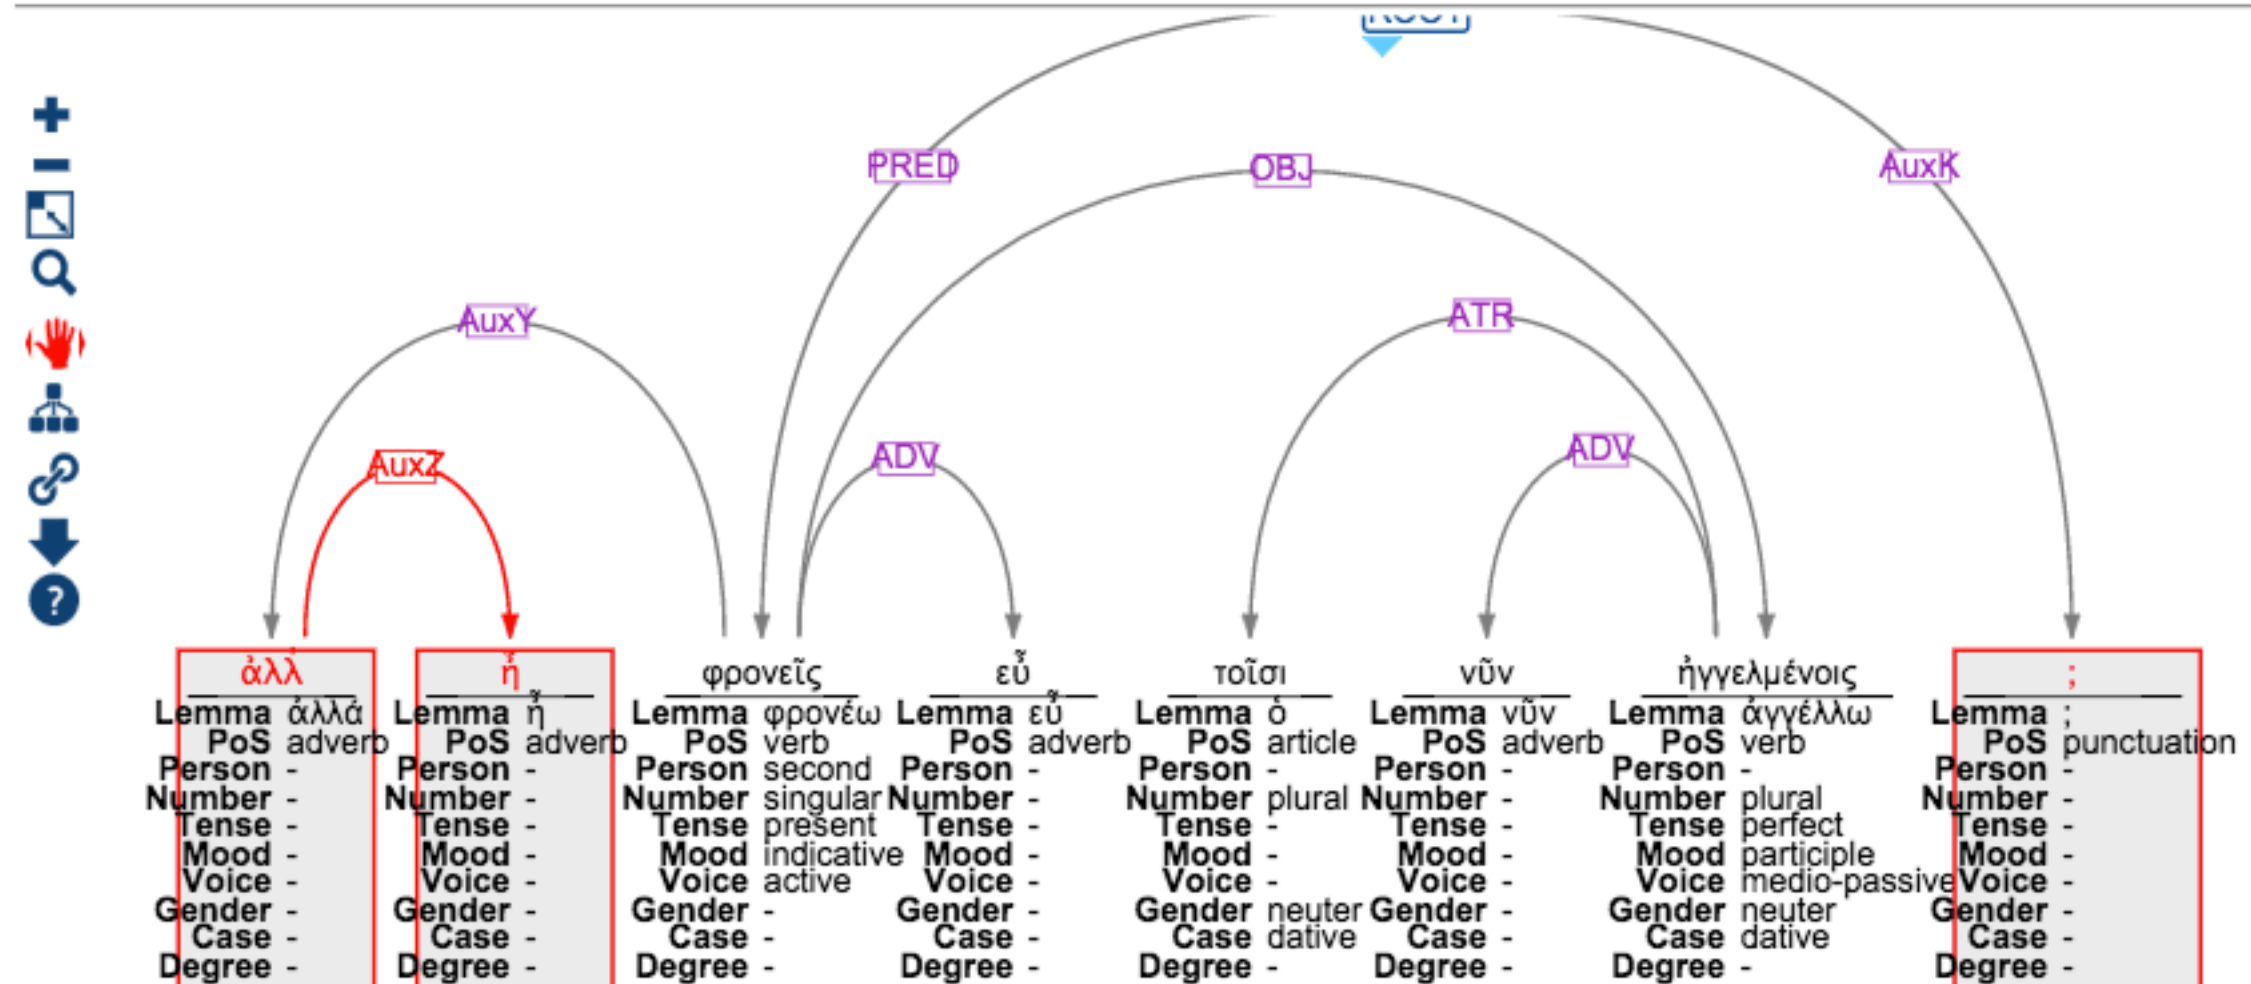 PRED OBJ AuxK
AuxY ATR
AuxZ ADV ADV
ἀλλ ἦ φρονεῖς εὖ τοῖσι νῦν ἠγγελμένοις ;
Lemma ἀλλά Lemma ἦ Lemma φρονέω Lemma εὖ Lemma ὁ Lemma νῦν Lemma ἀγγέλλω Lemma ;
PoS adverb PoS adverb PoS verb PoS adverb PoS article PoS adverb PoS verb PoS punctuation
Person - Person - Person second Person - Person - Person - Person - Person -
Number - Number - Number singular Number - Number plural Number - Number plural Number -
Tense - Tense - Tense present Tense - Tense - Tense - Tense perfect Tense -
Mood - Mood - Mood indicative Mood - Mood - Mood - Mood participle Mood -
Voice - Voice - Voice active Voice - Voice - Voice - Voice medio-passive Voice -
Gender - Gender - Gender - Gender - Gender neuter Gender - Gender neuter Gender -
Case - Case - Case - Case - Case dative Case - Case dative Case -
Degree - Degree - Degree - Degree - Degree - Degree - Degree - Degree -